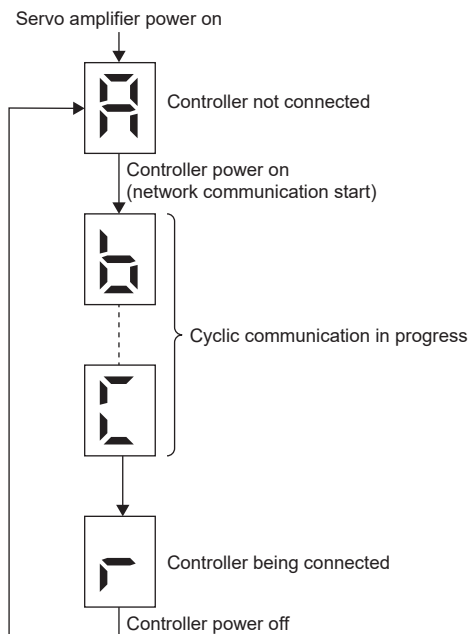 Servo amplifier power on
A
Controller not connected
Controller power on
(network communication start)
b
Cyclic communication in progress
C
r
Controller being connected
Controller power off